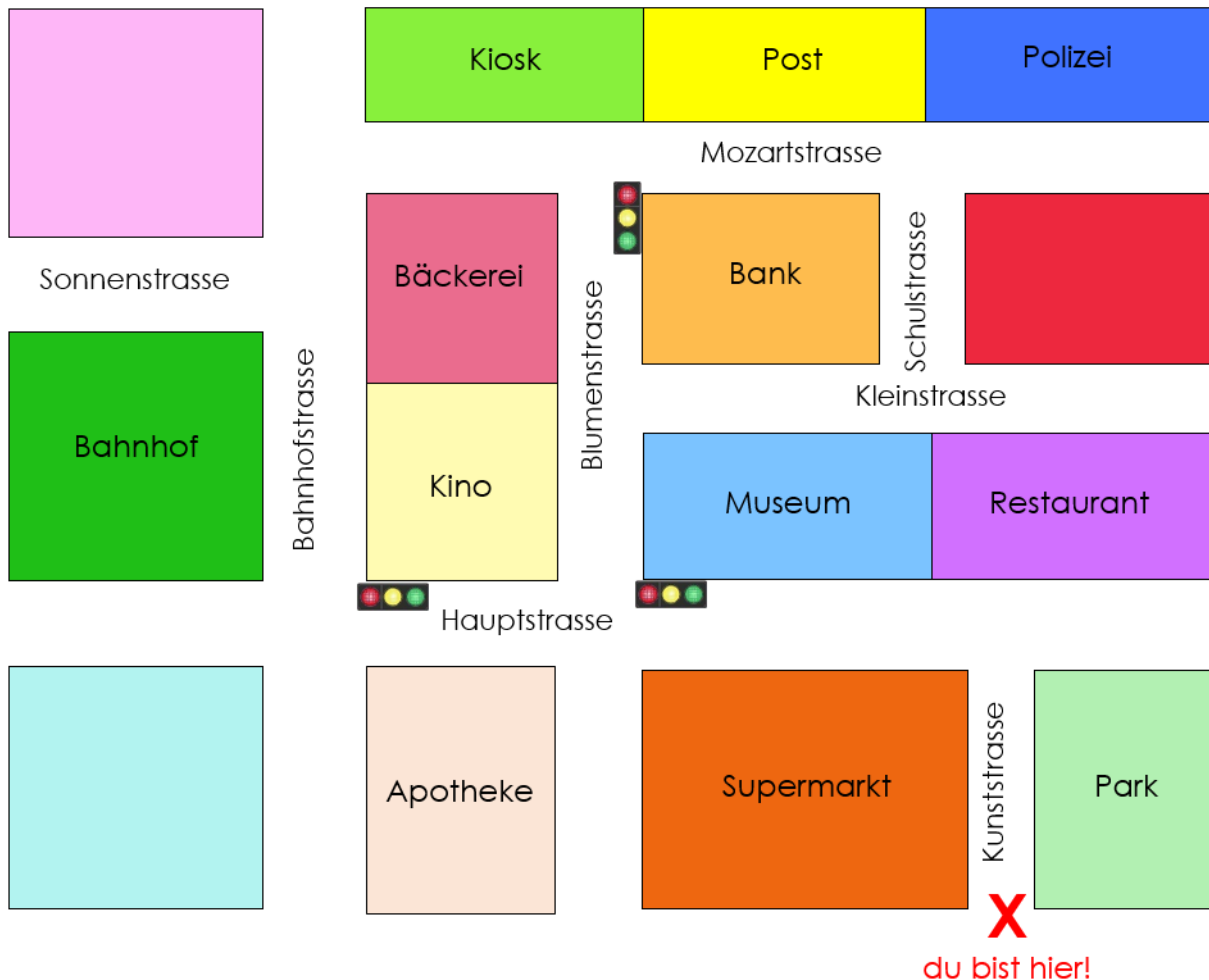 Kiosk
Post
Polizei
Mozartstrasse
Bäckerei
Bank
Schulstrasse
Sonnenstrasse
Bahnhof
Bahnhofstrasse
Blumenstrasse
Kleinstrasse
Kino
Museum
Restaurant
Hauptstrasse
Apotheke
Supermarkt
Kunststrasse
Park
X
du bist hier!